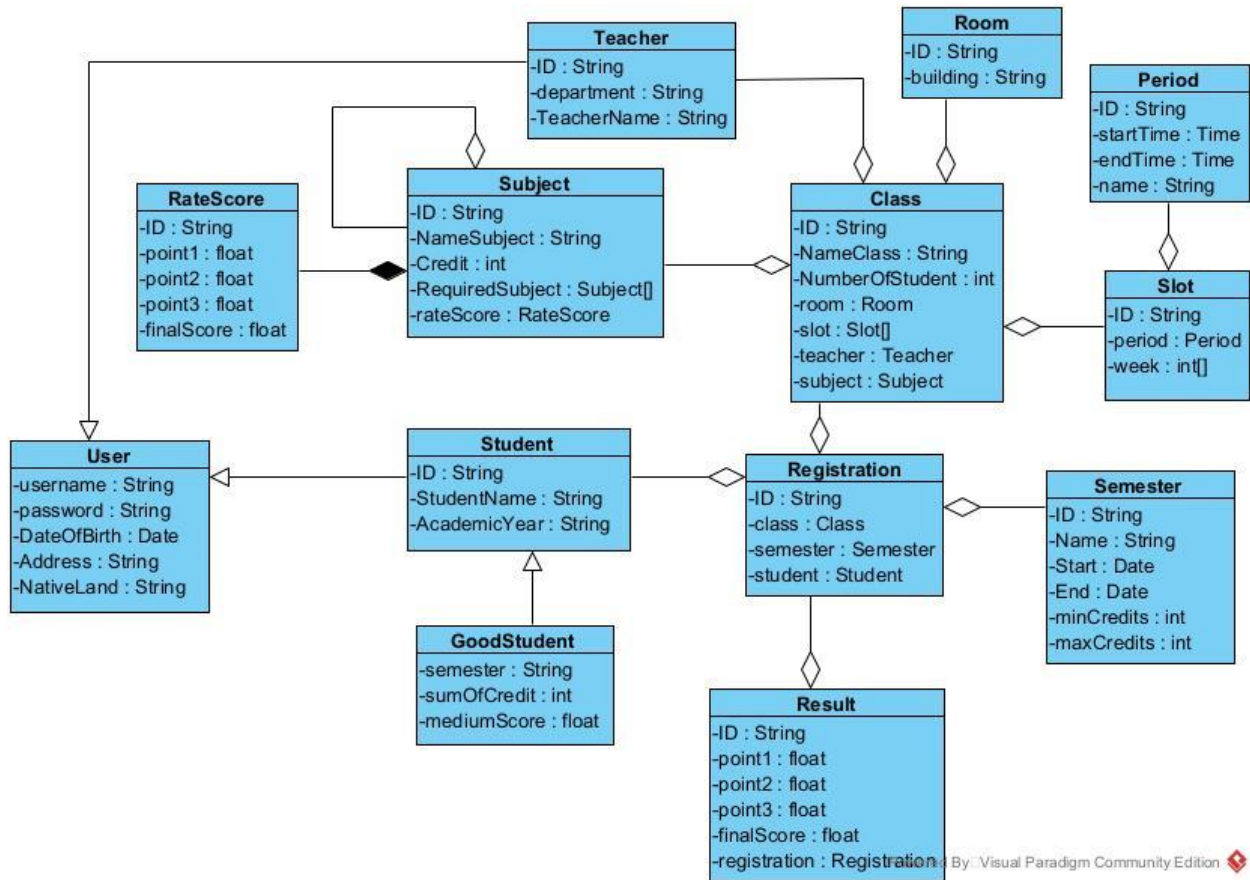 Teacher
-ID : String
-department : String
-TeacherName : String
Room
-ID : String
-building : String
Period
-ID : String
-startTime : Time
-endTime : Time
-name : String
RateScore
-ID : String
-point1 : float
-point2 : float
-point3 : float
-finalScore : float
Subject
-ID : String
-NameSubject : String
-Credit : int
-RequiredSubject : Subject[]
-rateScore : RateScore
Class
-ID : String
-NameClass : String
-NumberOfStudent : int
-room : Room
-slot : Slot[]
-teacher : Teacher
-subject : Subject
Slot
-ID : String
-period : Period
-week : int[]
User
-username : String
-password : String
-DateOfBirth : Date
-Address : String
-NativeLand : String
Student
-ID : String
-StudentName : String
-AcademicYear : String
Registration
-ID : String
-class : Class
-semester : Semester
-student : Student
Semester
-ID : String
-Name : String
-Start : Date
-End : Date
-minCredits : int
-maxCredits : int
GoodStudent
-semester : String
-sumOfCredit : int
-mediumScore : float
Result
-ID : String
-point1 : float
-point2 : float
-point3 : float
-finalScore : float
-registration : Registration
By Visual Paradigm Community Edition